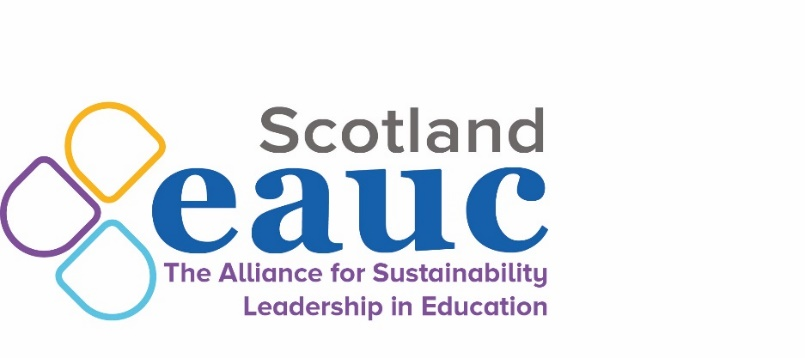 Scotland
eauc
The Alliance for Sustainability
Leadership in Education